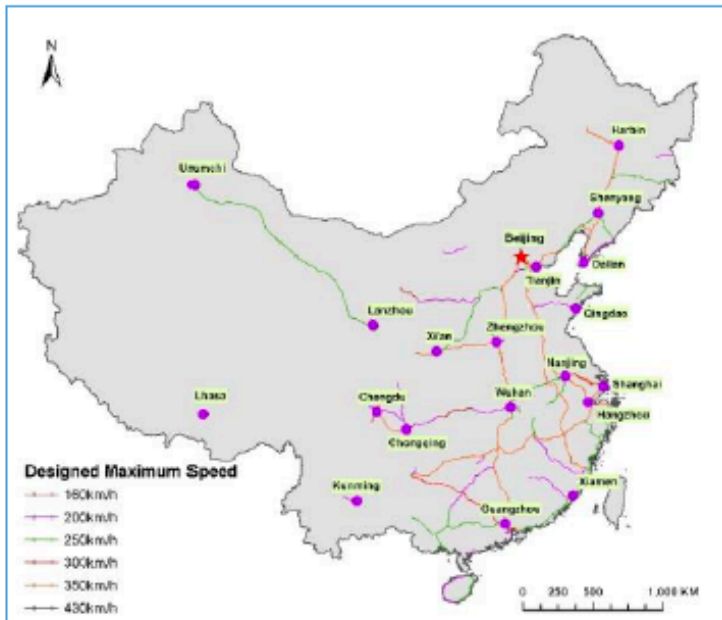 N
Harbin
Urumchi
Shenyang
Beijing
Dalian
Tianjin
Qingdao
Lanzhou
Xi'an
Zhengzhou
Nanjing
Shanghai
Lhasa
Chengdu
Wuhan
Hangzhou
Chongqing
Designed Maximum Speed
Kunming
Xiamen
Guangzhou
160km/h
200km/h
250km/h
300km/h
350km/h
430km/h
0 250 500 1,000 KM